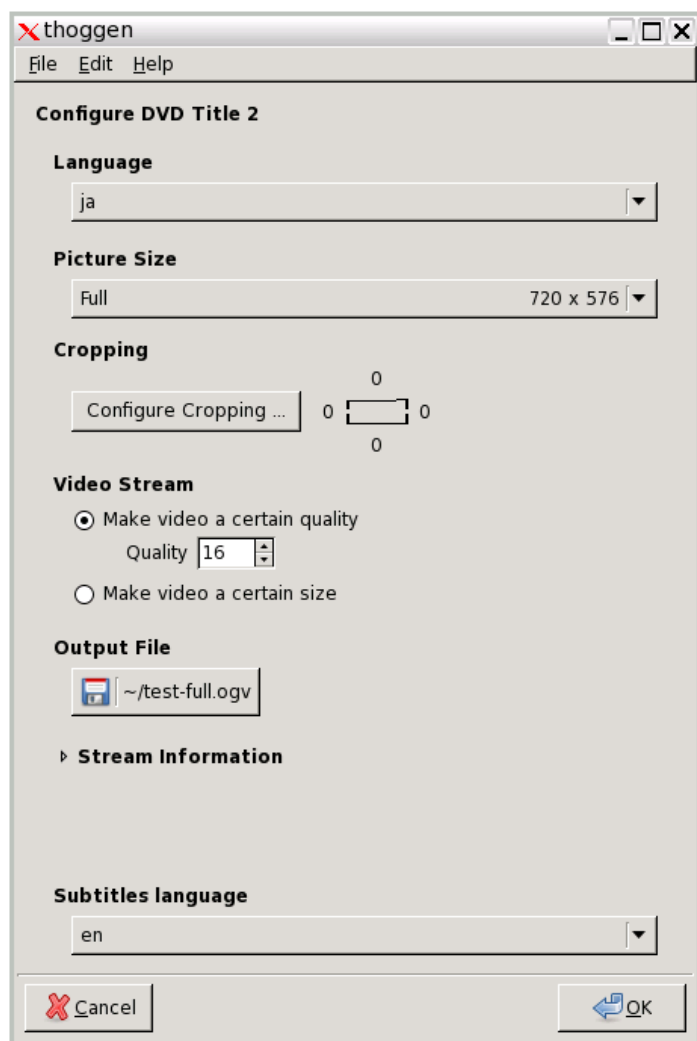 thoggen
File Edit Help
Configure DVD Title 2
Language
ja
Picture Size
Full 720 x 576
Cropping
0
Configure Cropping ... 0 0
0
Video Stream
Make video a certain quality
Quality 16
Make video a certain size
Output File
~/test-full.ogv
Stream Information
Subtitles language
en
Cancel OK